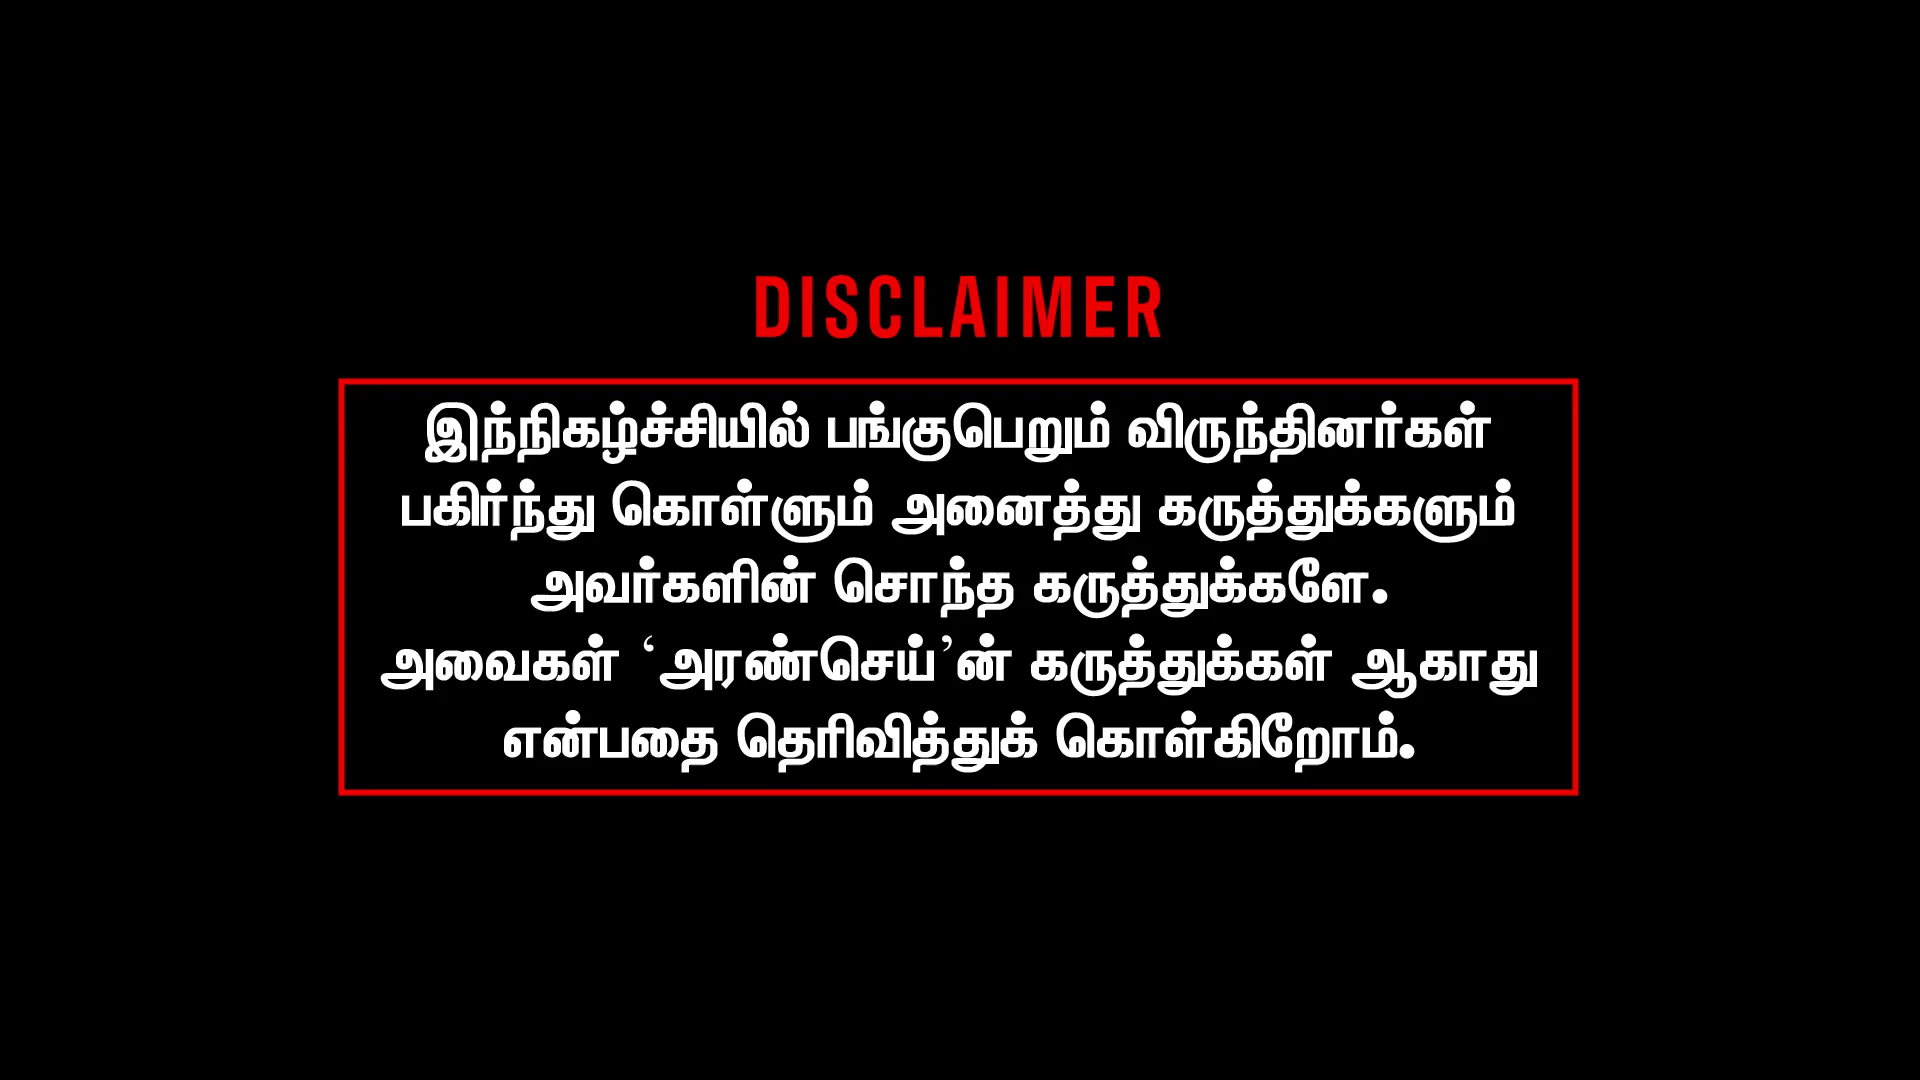 DISCLAIMER
இந்நிகழ்ச்சியில் பங்குபெறும் விருந்தினர்கள்
பகிர்ந்து கொள்ளும் அனைத்து கருத்துக்களும்
அவர்களின் சொந்த கருத்துக்களே.
அவைகள் ‘அரண்செய்’ன் கருத்துக்கள் ஆகாது
என்பதை தெரிவித்துக் கொள்கிறோம்.